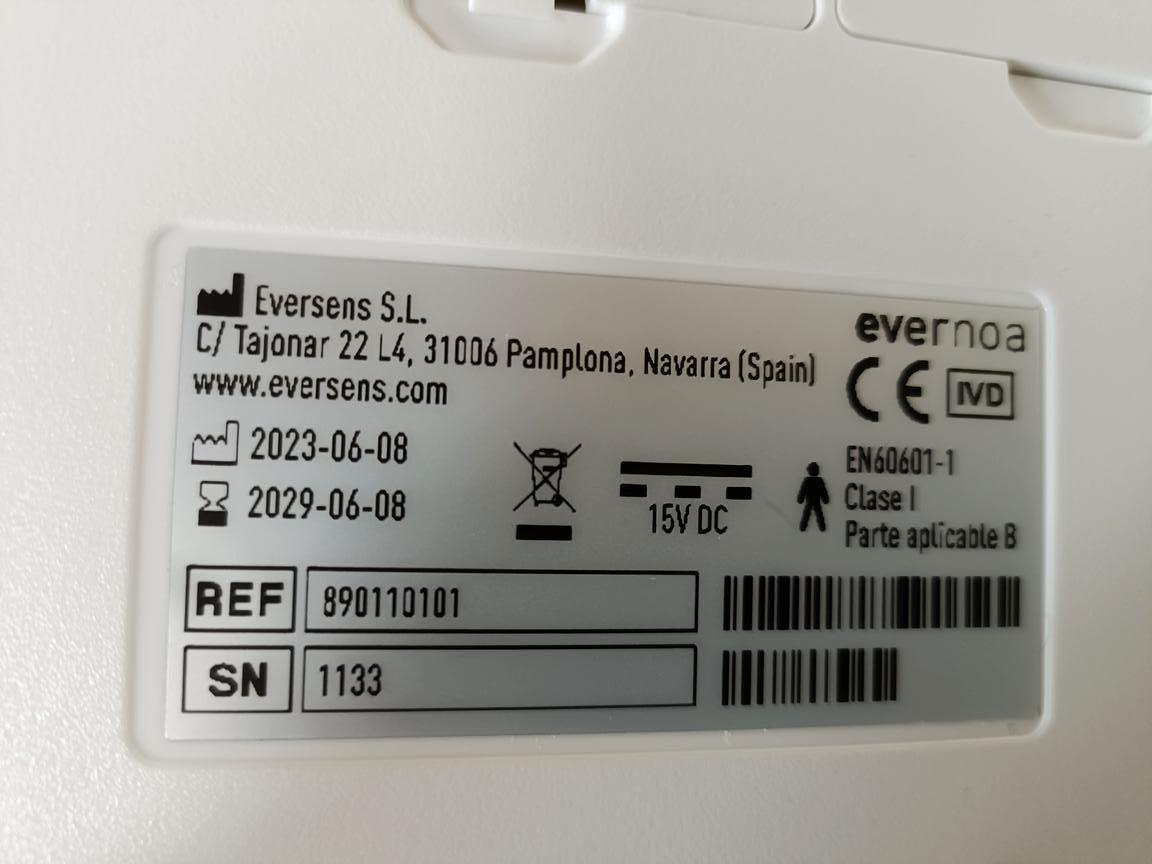 Eversens S.L.
C/ Tajonar 22 L4, 31006 Pamplona, Navarra (Spain)
www.eversens.com
evernoa
CE IVD
2023-06-08
2029-06-08
15V DC
EN60601-1
Clase I
Parte aplicable B
REF 890110101
SN 1133